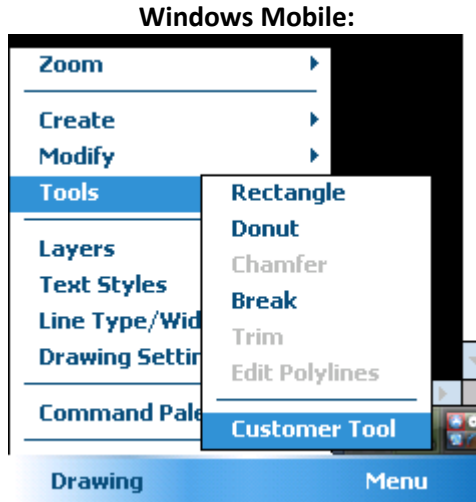 Windows Mobile:
Zoom
Create
Modify
Tools
Layers
Text Styles
Line Type/Wid
Drawing Settin
Command Pale
Rectangle
Donut
Chamfer
Break
Trim
Edit Polylines
Customer Tool
Drawing
Menu